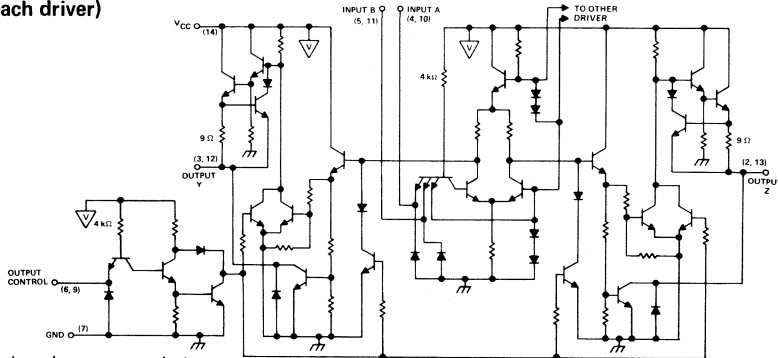 ach driver)
VCC
(14)
V
INPUT B
(5, 11)
INPUT A
(4, 10)
V
TO OTHER
DRIVER
4 kΩ
9 Ω
9 Ω
(3, 12)
OUTPUT
Y
(2, 13)
OUTPUT
Z
V
4 kΩ
OUTPUT
CONTROL
(6, 9)
GND
(7)